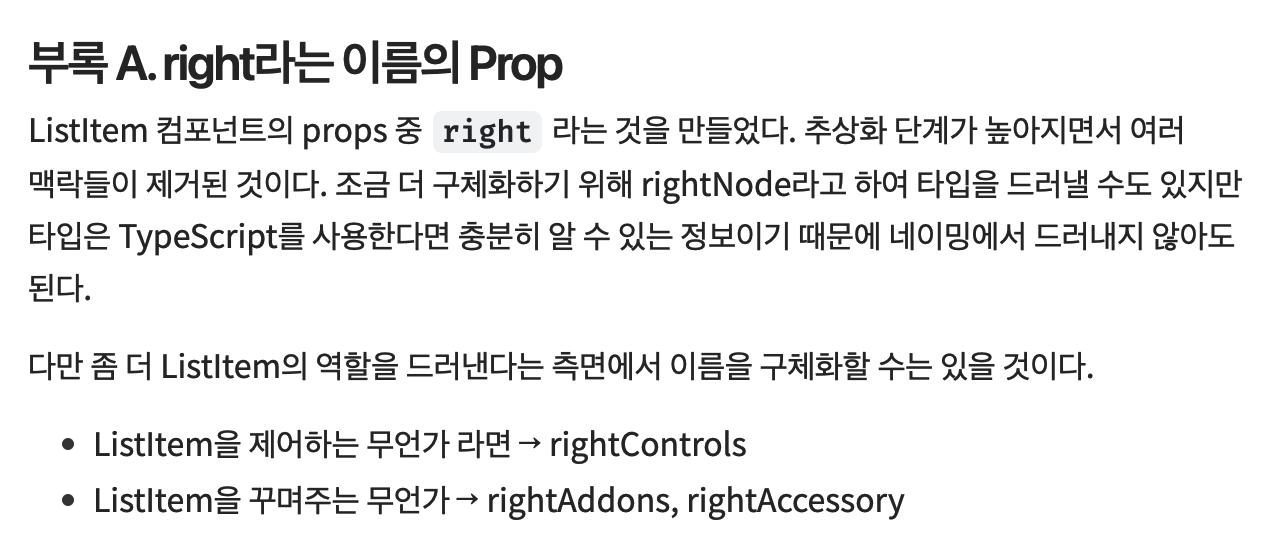 부록 A. right라는 이름의 Prop
ListItem 컴포넌트의 props 중 right 라는 것을 만들었다. 추상화 단계가 높아지면서 여러
맥락들이 제거된 것이다. 조금 더 구체화하기 위해 rightNode라고 하여 타입을 드러낼 수도 있지만
타입은 TypeScript를 사용한다면 충분히 알 수 있는 정보이기 때문에 네이밍에서 드러내지 않아도
된다.
다만 좀 더 ListItem의 역할을 드러낸다는 측면에서 이름을 구체화할 수는 있을 것이다.
• ListItem을 제어하는 무언가 라면 → rightControls
• ListItem을 꾸며주는 무언가 → rightAddons, rightAccessory